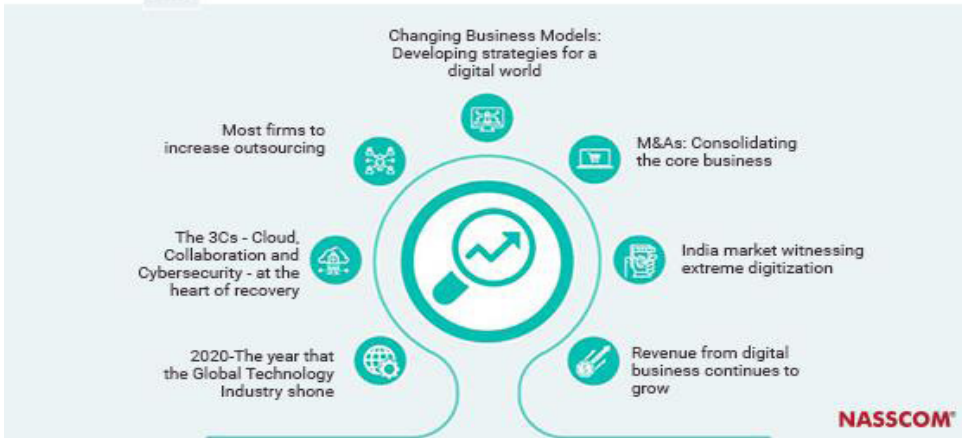 Changing Business Models:
Developing strategies for a
digital world
Most firms to
increase outsourcing
M&As: Consolidating
the core business
The 3Cs - Cloud,
Collaboration and
Cybersecurity - at the
heart of recovery
India market witnessing
extreme digitization
2020-The year that
the Global Technology
Industry shone
Revenue from digital
business continues to
grow
NASSCOM®